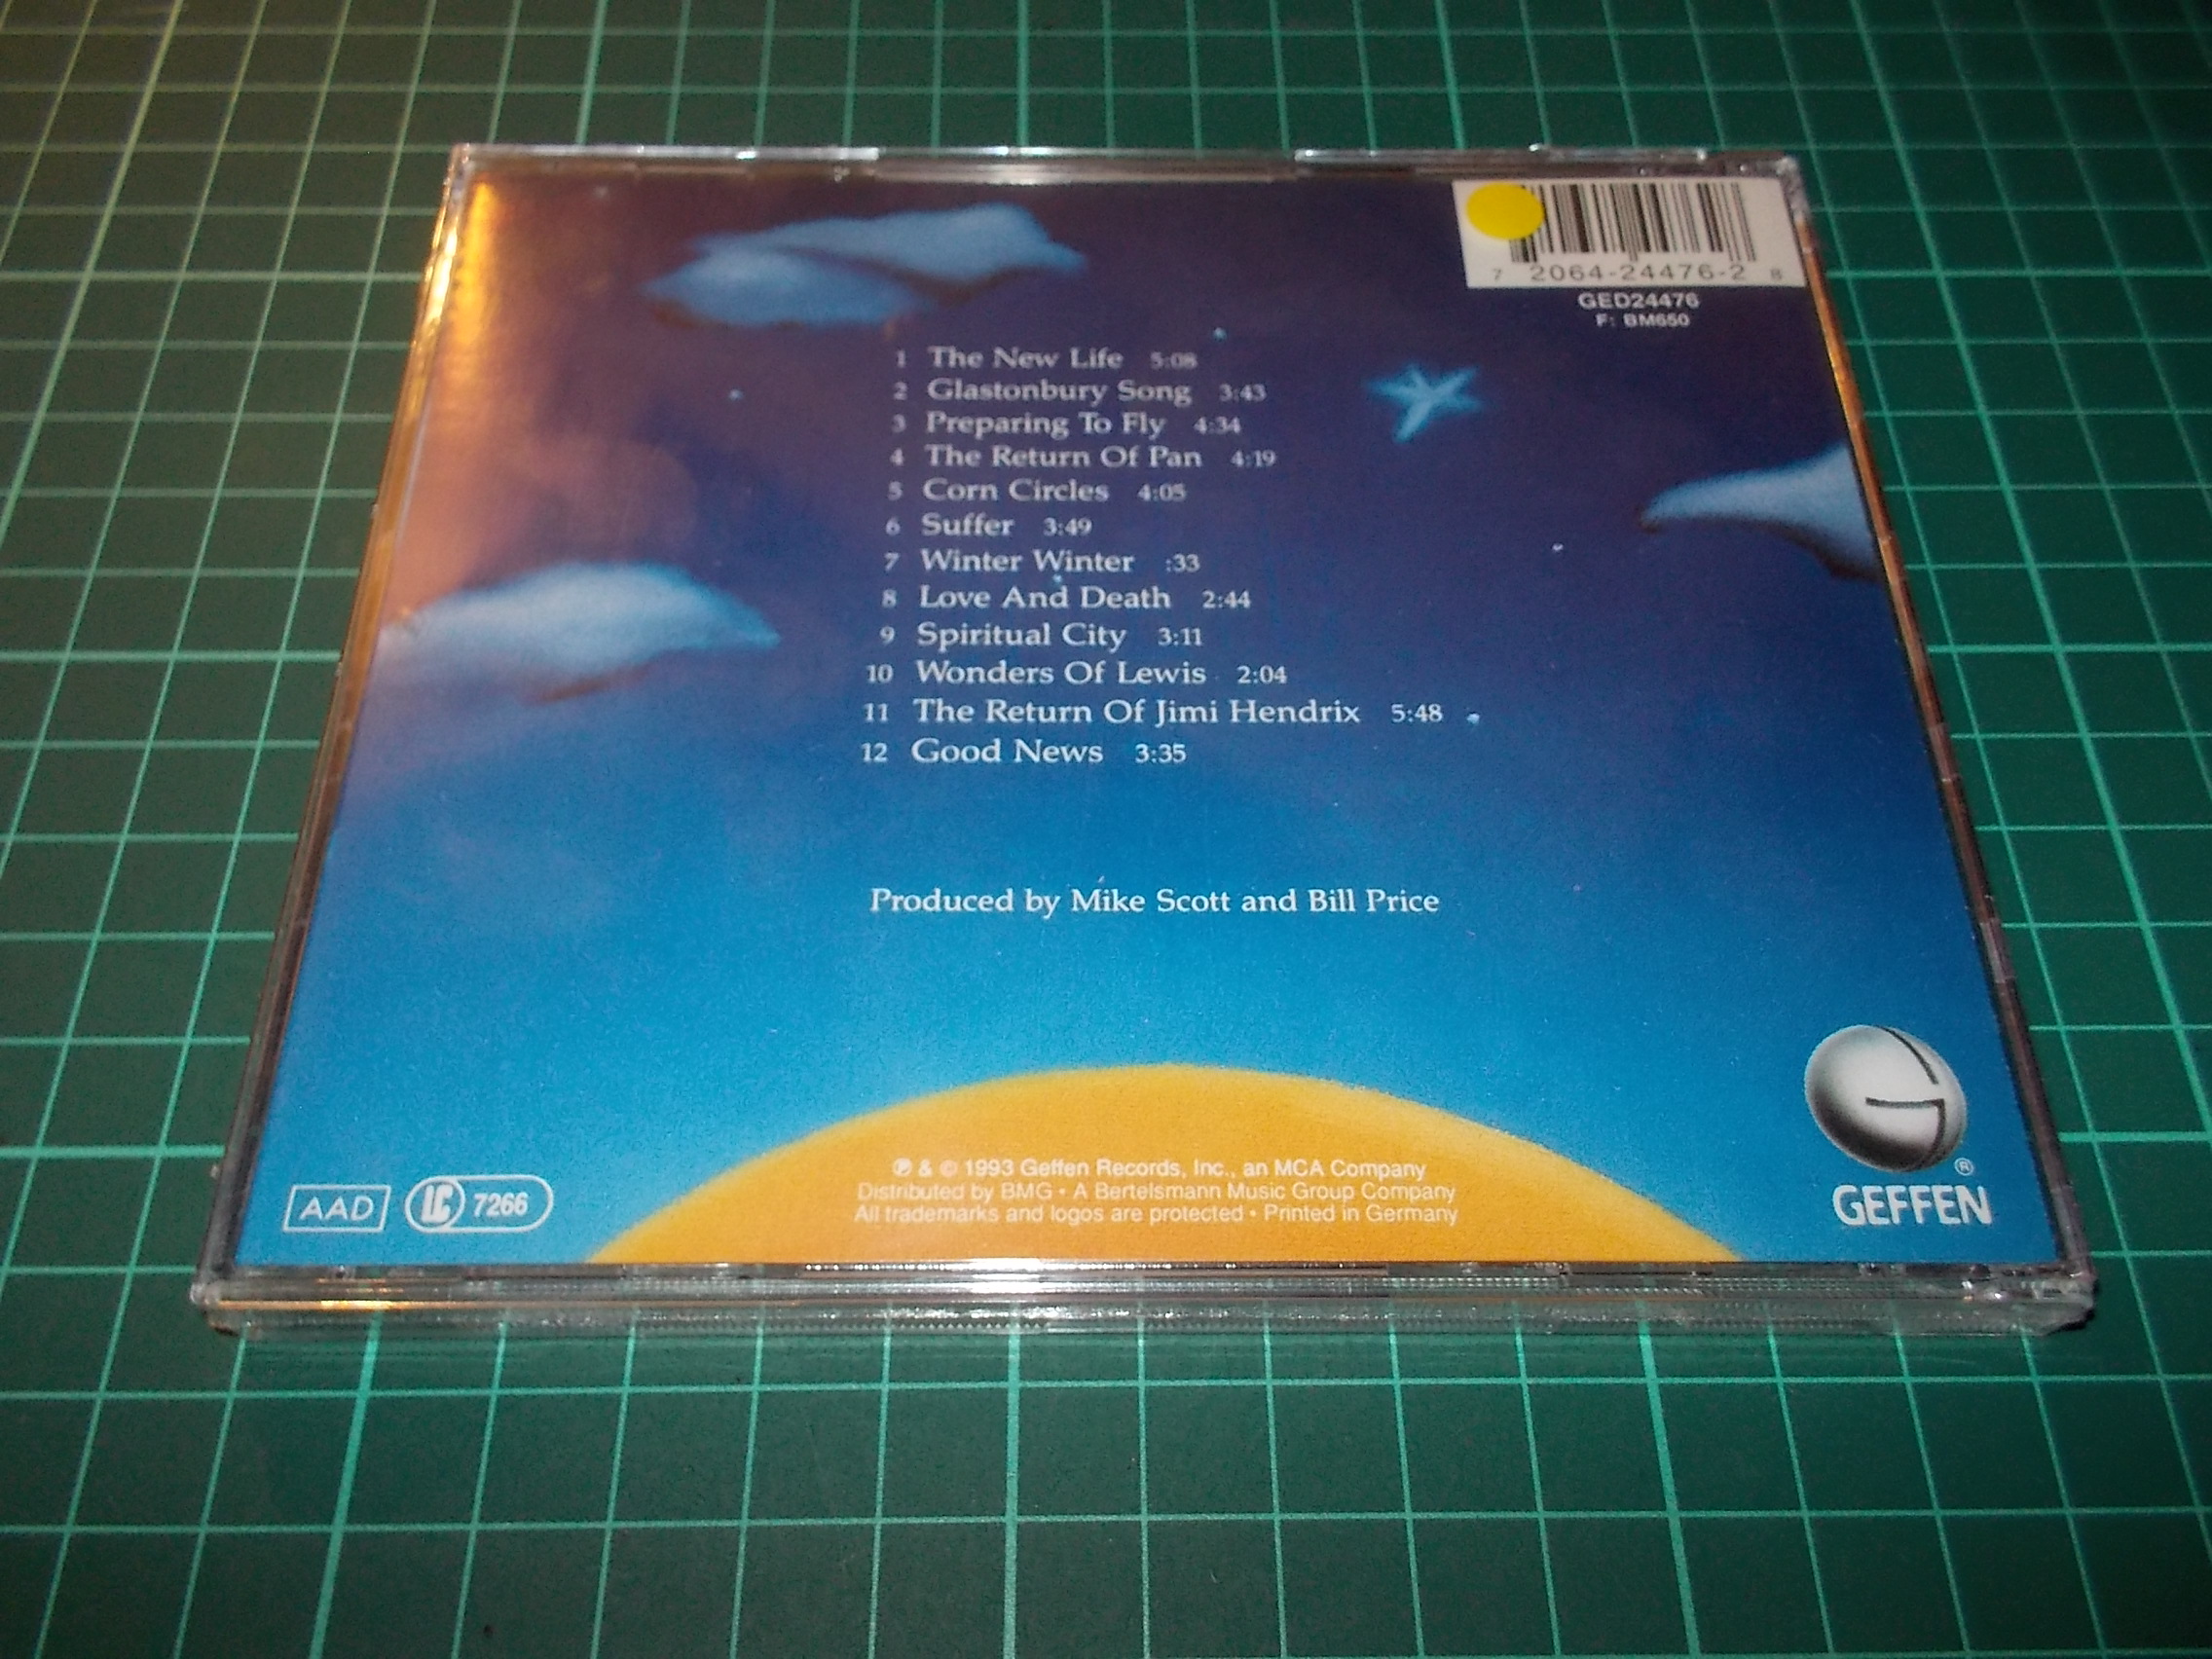 7 2064-24476-2 8
GED24476
F: BM650
1 The New Life 5:08
2 Glastonbury Song 3:43
3 Preparing To Fly 4:34
4 The Return Of Pan 4:19
5 Corn Circles 4:05
6 Suffer 3:49
7 Winter Winter :33
8 Love And Death 2:44
9 Spiritual City 3:11
10 Wonders Of Lewis 2:04
11 The Return Of Jimi Hendrix 5:48
12 Good News 3:35
Produced by Mike Scott and Bill Price
℗ & © 1993 Geffen Records, Inc., an MCA Company
Distributed by BMG • A Bertelsmann Music Group Company
All trademarks and logos are protected • Printed in Germany
AAD
LC 7266
®
GEFFEN